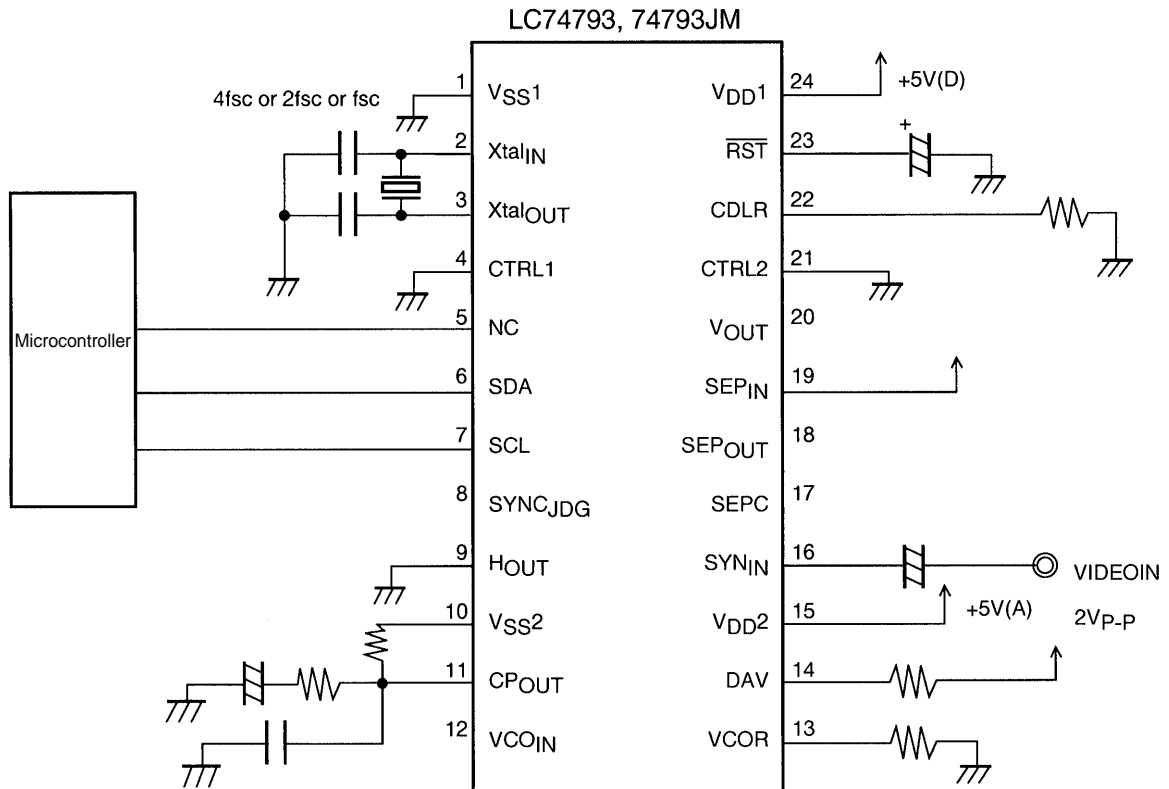 LC74793, 74793JM
1 VSS1
4fsc or 2fsc or fsc
2 XtalIN
3 XtalOUT
4 CTRL1
5 NC
Microcontroller
6 SDA
7 SCL
8 SYNCJDG
9 HOUT
10 VSS2
11 CPOUT
12 VCOIN
VDD1 24 +5V(D)
RST 23 +
CDLR 22
CTRL2 21
VOUT 20
SEPIN 19
SEPOUT 18
SEPC 17
SYNIN 16 VIDEOIN
VDD2 15 +5V(A) 2VP-P
DAV 14
VCOR 13